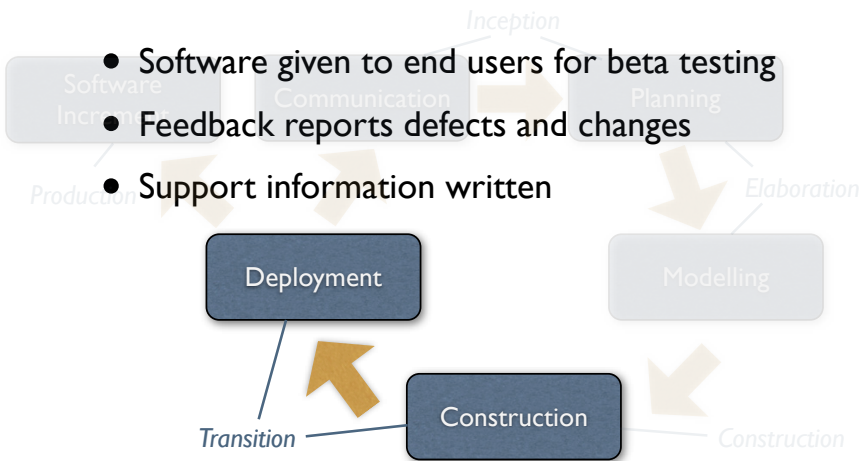 Inception
• Software given to end users for beta testing
Software
Increment
Communication
Planning
• Feedback reports defects and changes
• Support information written
Production
Elaboration
Deployment
Modelling
Construction
Transition
Construction